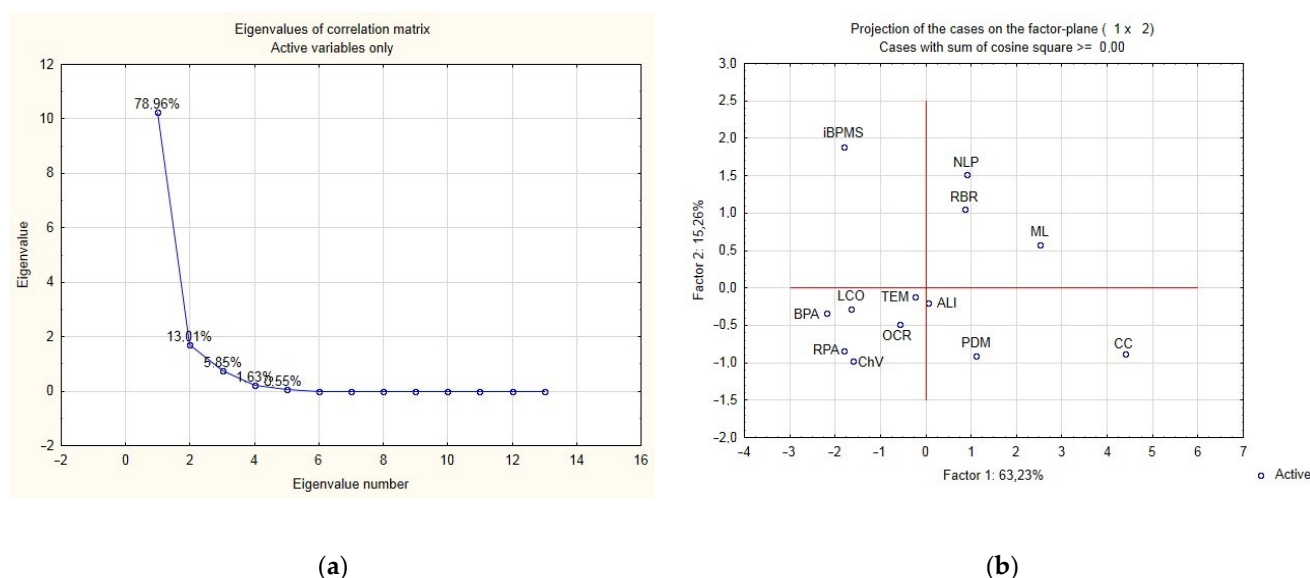 Eigenvalues of correlation matrix
Active variables only
12
10
8
6
4
2
0
−2
78,96%
13,01%
5,85%
1,63%
0,55%
−2 0 2 4 6 8 10 12 14 16
Eigenvalue
Eigenvalue number
(a)
Projection of the cases on the factor-plane ( 1 x 2)
Cases with sum of cosine square >= 0,00
3,0
2,5
2,0
1,5
1,0
0,5
0,0
−0,5
−1,0
−1,5
−2,0
iBPMS
NLP
RBR
ML
LCO
TEM
ALI
BPA
OCR
RPA
ChV
PDM
CC
−4 −3 −2 −1 0 1 2 3 4 5 6 7
Factor 2: 15,26%
Factor 1: 63,23%
Active
(b)